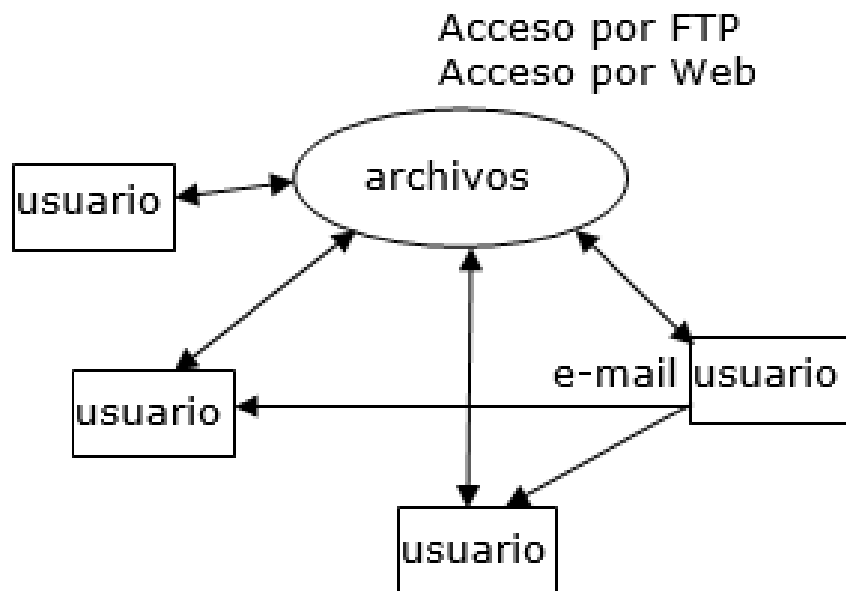 Acceso por FTP
Acceso por Web
archivos
usuario
usuario
e-mail
usuario
usuario